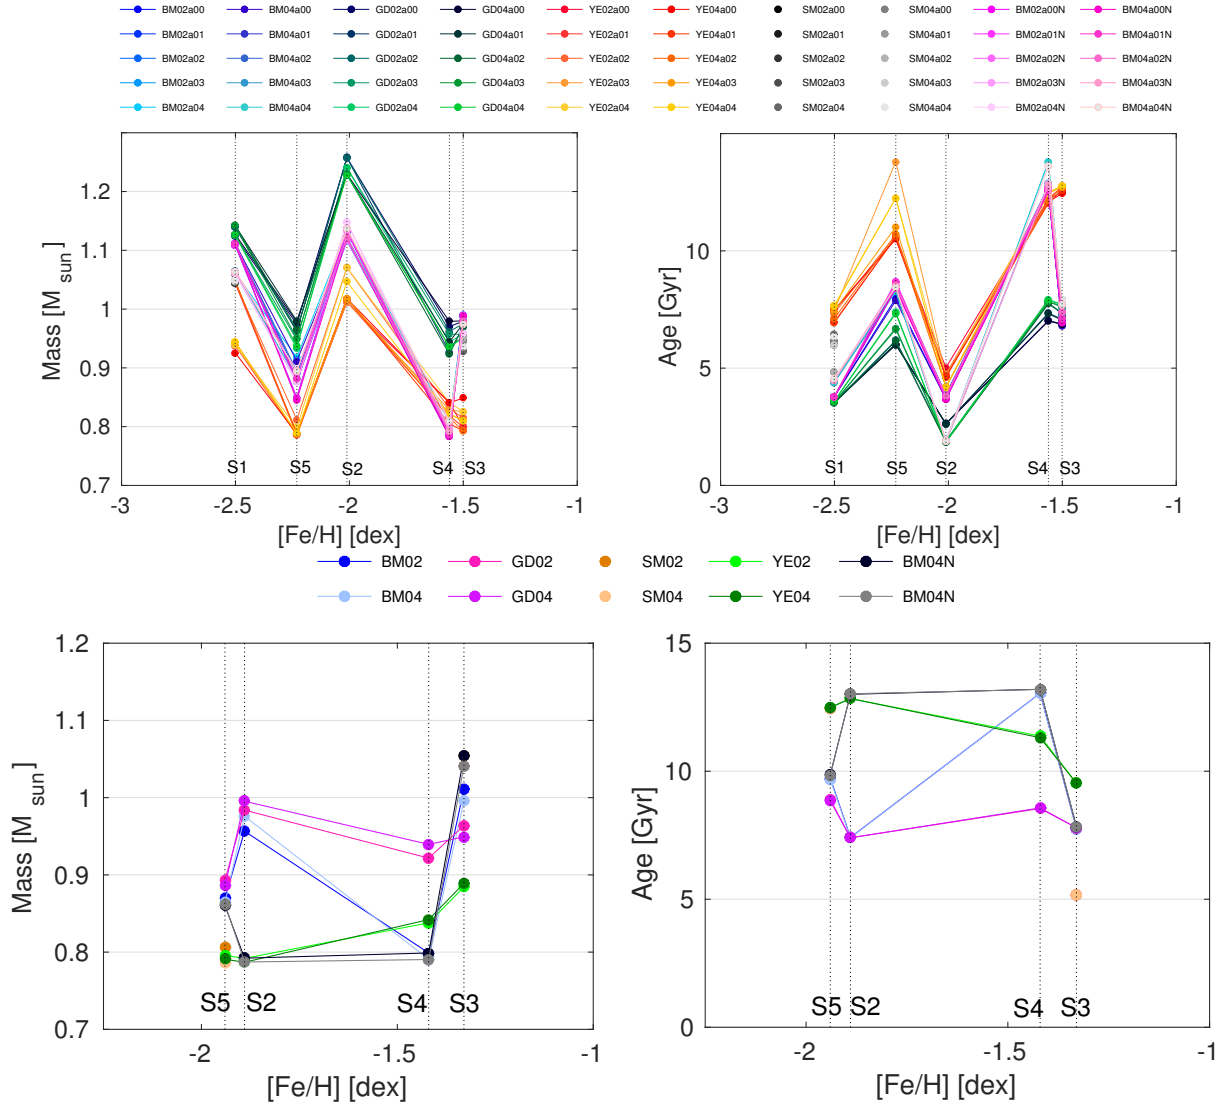 BM02a00 BM04a00 GD02a00 GD04a00 YE02a00 YE04a00 SM02a00 SM04a00 BM02a00N BM04a00N
BM02a01 BM04a01 GD02a01 GD04a01 YE02a01 YE04a01 SM02a01 SM04a01 BM02a01N BM04a01N
BM02a02 BM04a02 GD02a02 GD04a02 YE02a02 YE04a02 SM02a02 SM04a02 BM02a02N BM04a02N
BM02a03 BM04a03 GD02a03 GD04a03 YE02a03 YE04a03 SM02a03 SM04a03 BM02a03N BM04a03N
BM02a04 BM04a04 GD02a04 GD04a04 YE02a04 YE04a04 SM02a04 SM04a04 BM02a04N BM04a04N
1.3
1.2
1.1
1
0.9
0.8
0.7
Mass [M sun]
S1 S5 S2 S4 S3
-3 -2.5 -2 -1.5 -1
[Fe/H] [dex]
10
5
0
Age [Gyr]
S1 S5 S2 S4 S3
-3 -2.5 -2 -1.5 -1
[Fe/H] [dex]
BM02 GD02 SM02 YE02 BM04N
BM04 GD04 SM04 YE04 BM04N
1.2
1.1
1
0.9
0.8
0.7
Mass [M sun]
S5 S2 S4 S3
-2 -1.5 -1
[Fe/H] [dex]
15
10
5
0
Age [Gyr]
S5 S2 S4 S3
-2 -1.5 -1
[Fe/H] [dex]